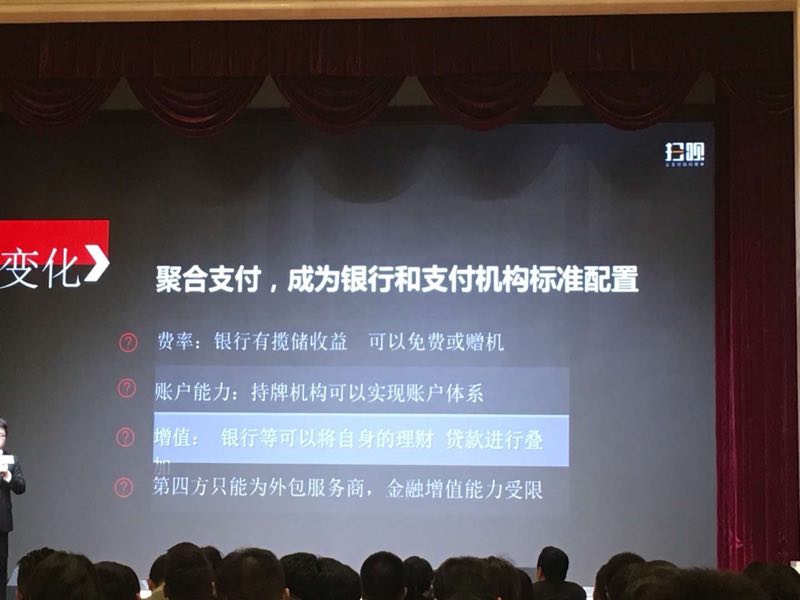 扫呗
变化
聚合支付，成为银行和支付机构标准配置
? 费率：银行有揽储收益 可以免费或赠机
? 账户能力：持牌机构可以实现账户体系
? 增值： 银行等可以将自身的理财 贷款进行叠
加
? 第四方只能为外包服务商，金融增值能力受限